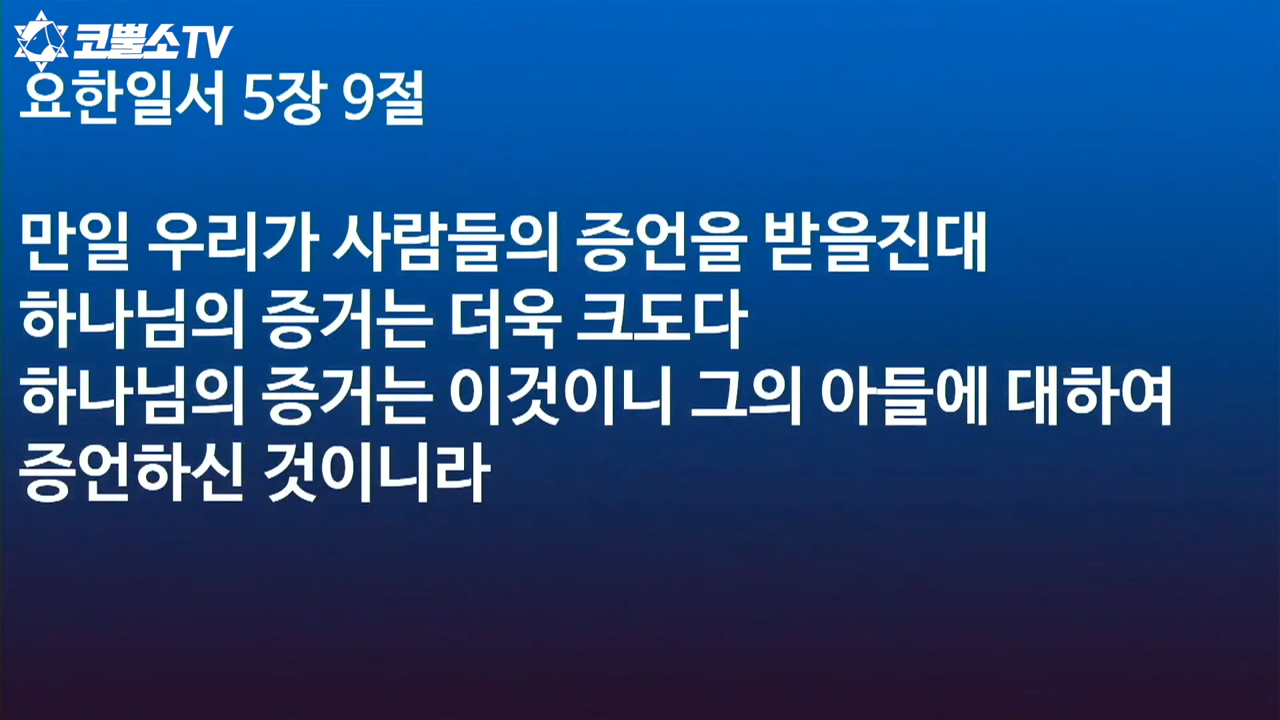 코뿔소TV
요한일서 5장 9절
만일 우리가 사람들의 증언을 받을진대
하나님의 증거는 더욱 크도다
하나님의 증거는 이것이니 그의 아들에 대하여
증언하신 것이니라